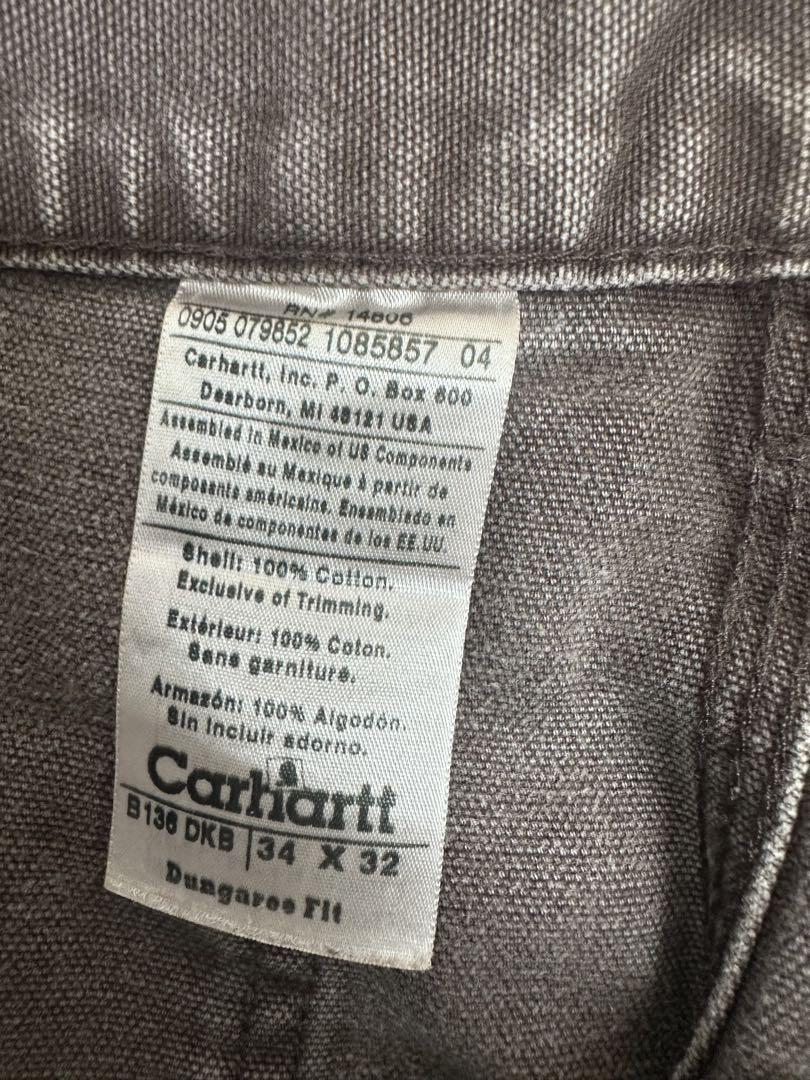 RN# 14806
0905 079852 1085857 04
Carhartt, Inc. P. O. Box 600
Dearborn, MI 48121 USA
Assembled in Mexico of US Components
Assemblé au Mexique à partir de
composants américains. Ensamblado en
México de componentes de los EE.UU.
Shell: 100% Cotton.
Exclusive of Trimming.
Extérieur: 100% Coton.
Sans garniture.
Armazón: 100% Algodón.
Sin incluir adorno.
Carhartt
B136 DKB 34 X 32
Dungaree Fit